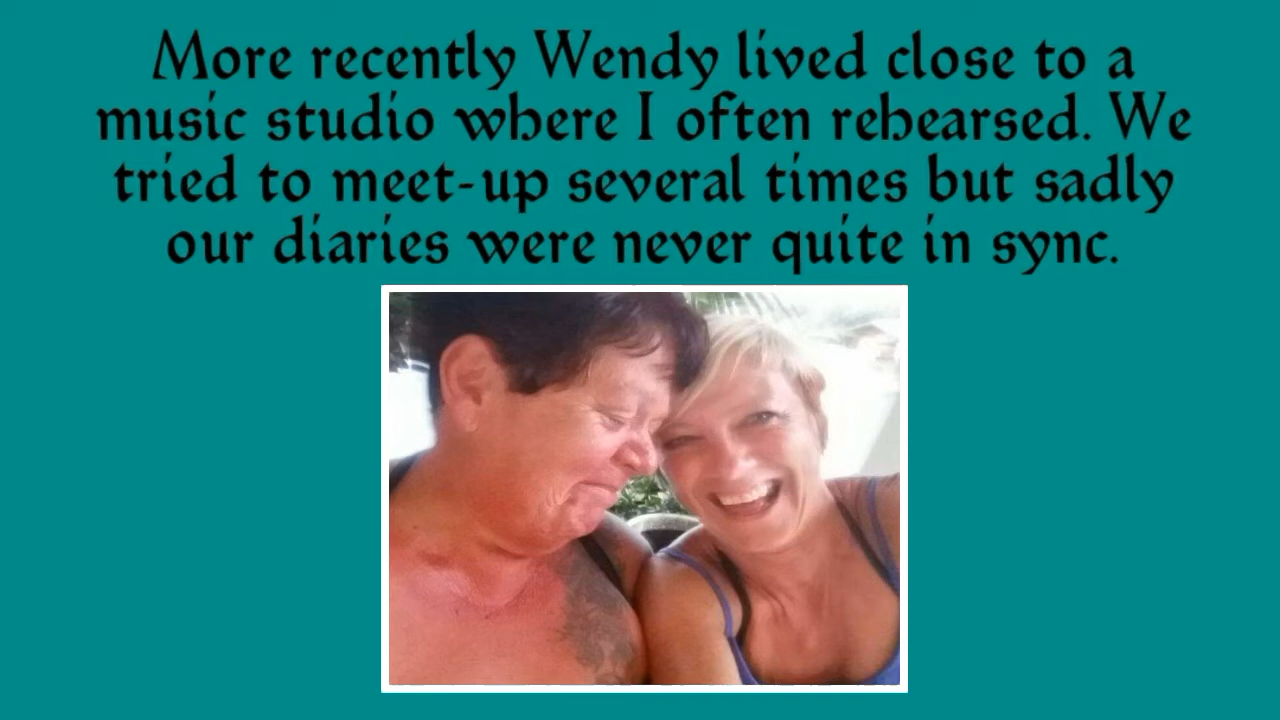 More recently Wendy lived close to a
music studio where I often rehearsed. We
tried to meet-up several times but sadly
our diaries were never quite in sync.